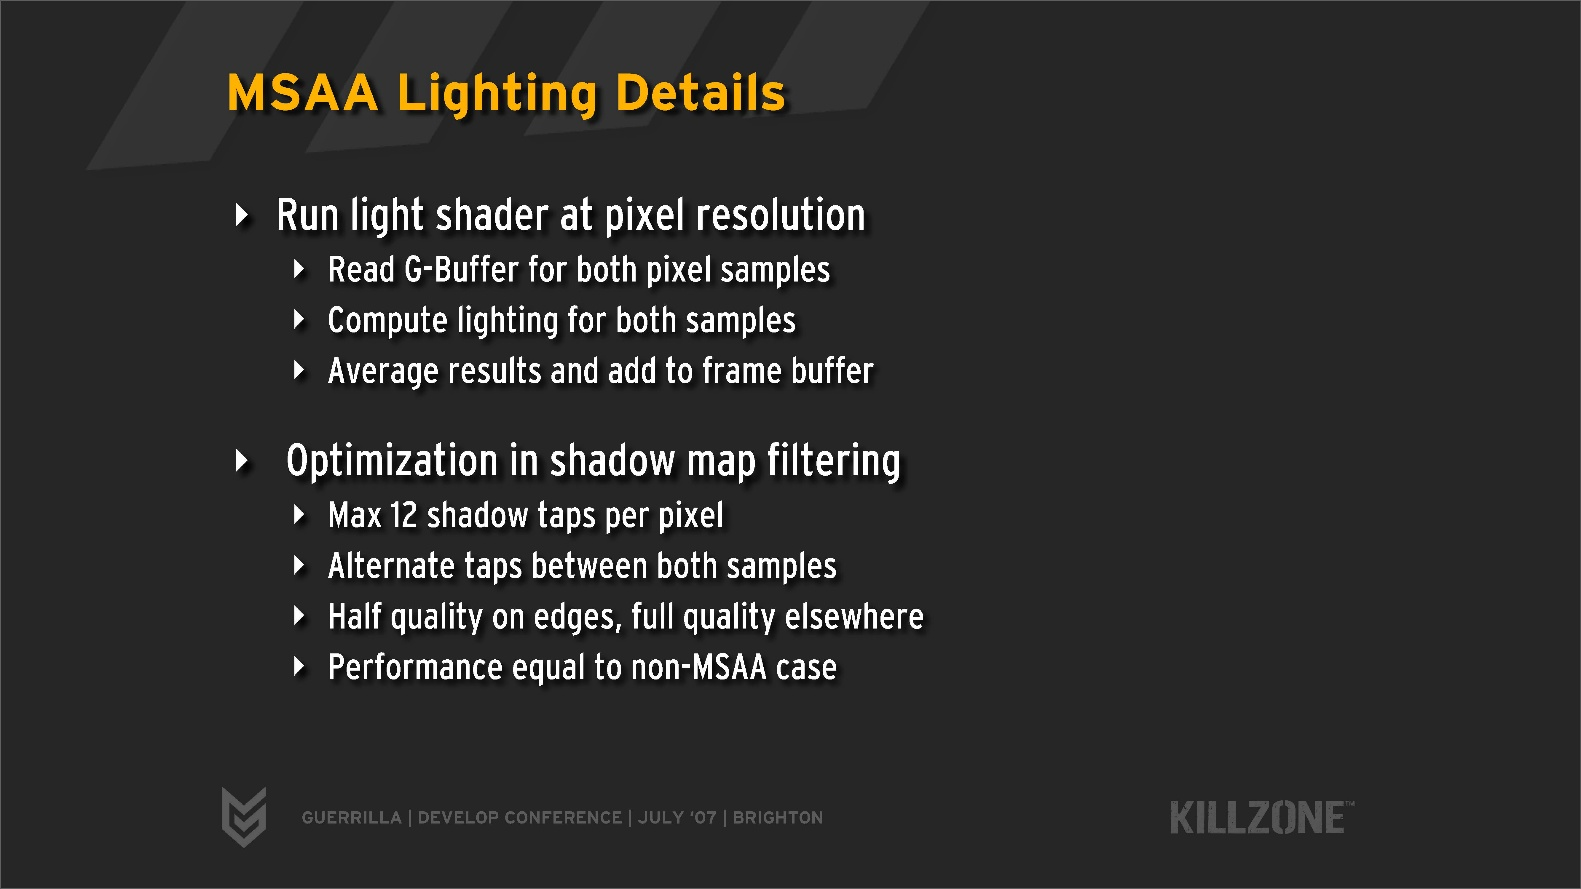 MSAA Lighting Details
Run light shader at pixel resolution
Read G-Buffer for both pixel samples
Compute lighting for both samples
Average results and add to frame buffer
Optimization in shadow map filtering
Max 12 shadow taps per pixel
Alternate taps between both samples
Half quality on edges, full quality elsewhere
Performance equal to non-MSAA case
GUERRILLA | DEVELOP CONFERENCE | JULY '07 | BRIGHTON
KILLZONE™